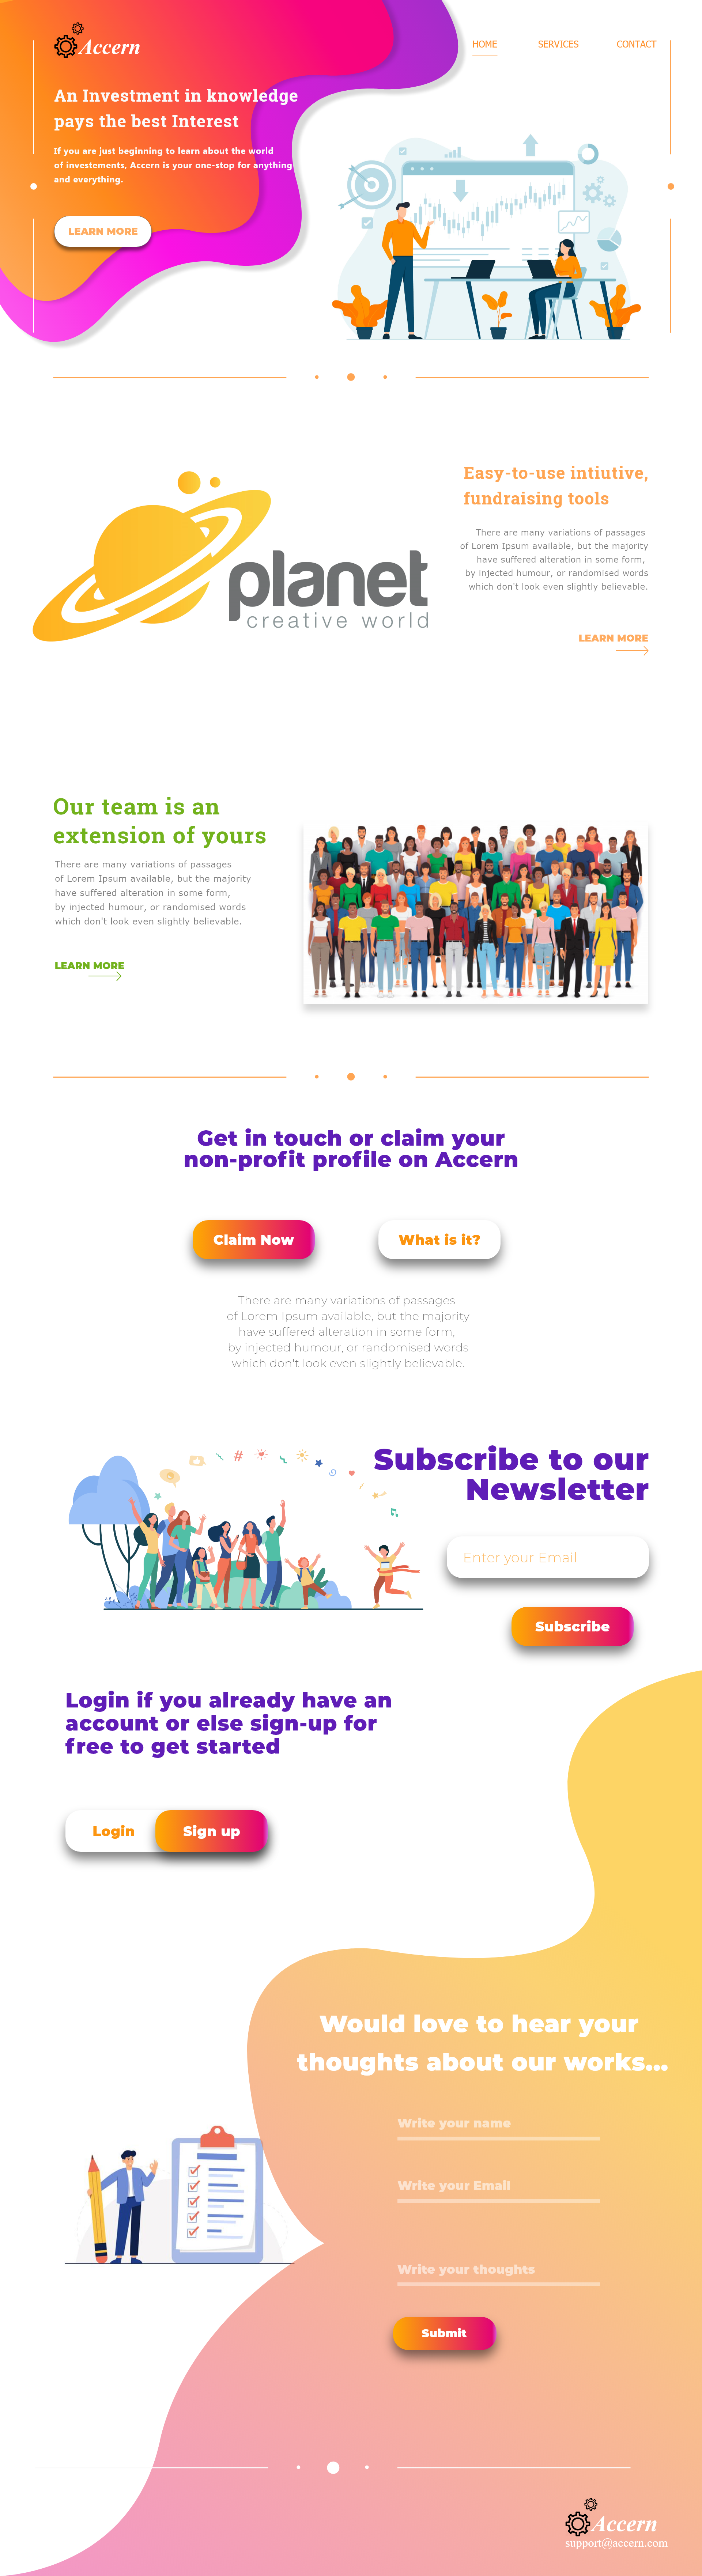 Accern
HOME
SERVICES
CONTACT
An Investment in knowledge
pays the best Interest
If you are just beginning to learn about the world
of investements, Accern is your one-stop for anything
and everything.
LEARN MORE
planet
creative world
Easy-to-use intiutive,
fundraising tools
There are many variations of passages
of Lorem Ipsum available, but the majority
have suffered alteration in some form,
by injected humour, or randomised words
which don't look even slightly believable.
LEARN MORE
Our team is an
extension of yours
There are many variations of passages
of Lorem Ipsum available, but the majority
have suffered alteration in some form,
by injected humour, or randomised words
which don't look even slightly believable.
LEARN MORE
Get in touch or claim your
non-profit profile on Accern
Claim Now
What is it?
There are many variations of passages
of Lorem Ipsum available, but the majority
have suffered alteration in some form,
by injected humour, or randomised words
which don't look even slightly believable.
#
Subscribe to our
Newsletter
Enter your Email
Subscribe
Login if you already have an
account or else sign-up for
free to get started
Login
Sign up
Would love to hear your
thoughts about our works...
Write your name
Write your Email
Write your thoughts
Submit
Accern
support@accern.com